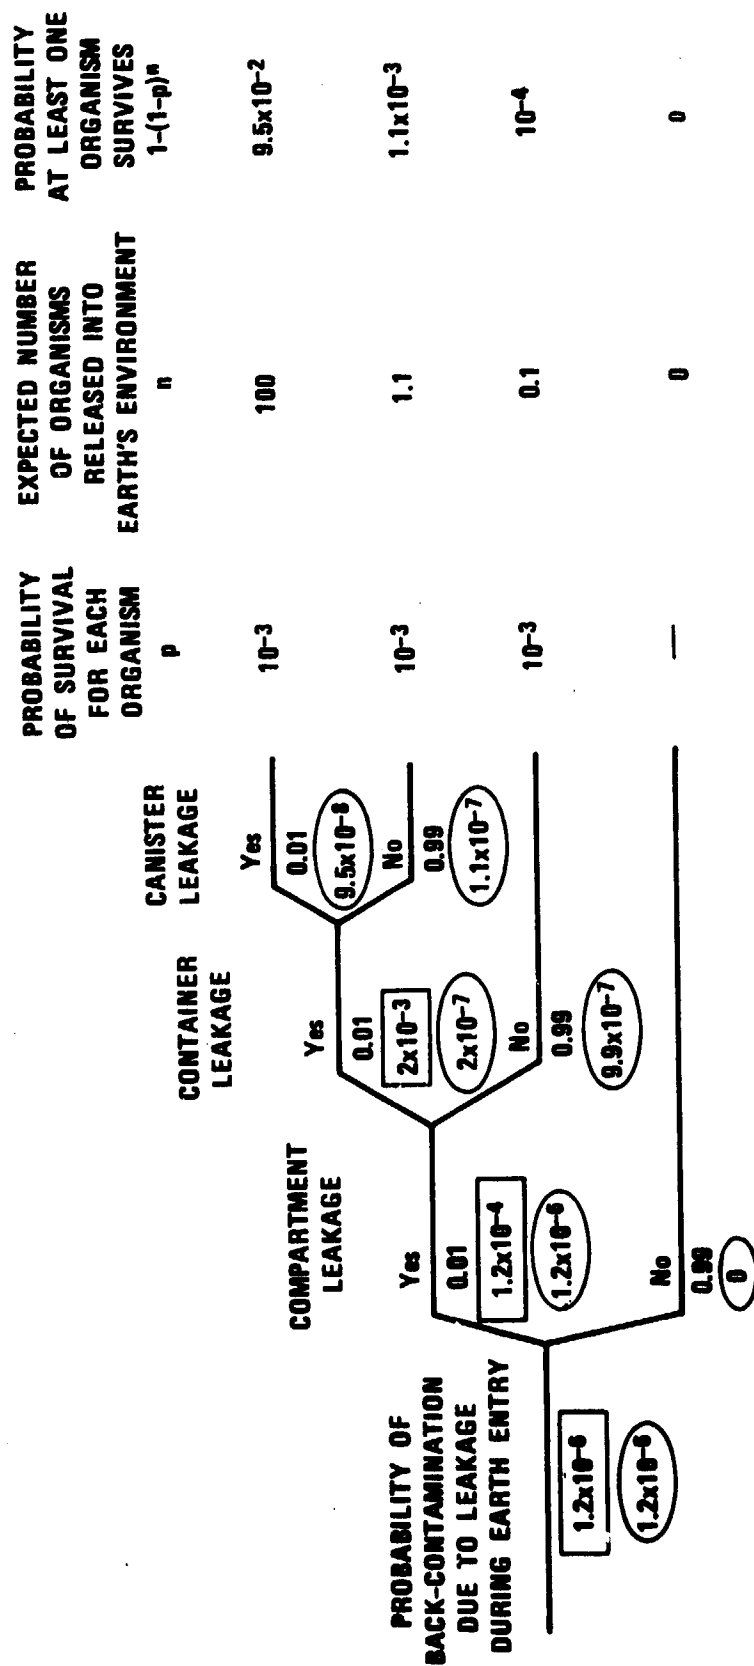 PROBABILITY OF
BACK-CONTAMINATION
DUE TO LEAKAGE
DURING EARTH ENTRY
1.2x10⁻⁶
1.2x10⁻⁶
COMPARTMENT
LEAKAGE
Yes
0.01
1.2x10⁻⁴
1.2x10⁻⁶
No
0.99
0
CONTAINER
LEAKAGE
Yes
0.01
2x10⁻³
2x10⁻⁷
No
0.99
9.9x10⁻⁷
CANISTER
LEAKAGE
Yes
0.01
9.5x10⁻⁸
No
0.99
1.1x10⁻⁷
PROBABILITY
OF SURVIVAL
FOR EACH
ORGANISM
p
10⁻³
10⁻³
10⁻³
—
EXPECTED NUMBER
OF ORGANISMS
RELEASED INTO
EARTH'S ENVIRONMENT
n
100
1.1
0.1
0
PROBABILITY
AT LEAST ONE
ORGANISM
SURVIVES
1-(1-p)ⁿ
9.5x10⁻²
1.1x10⁻³
10⁻⁴
0